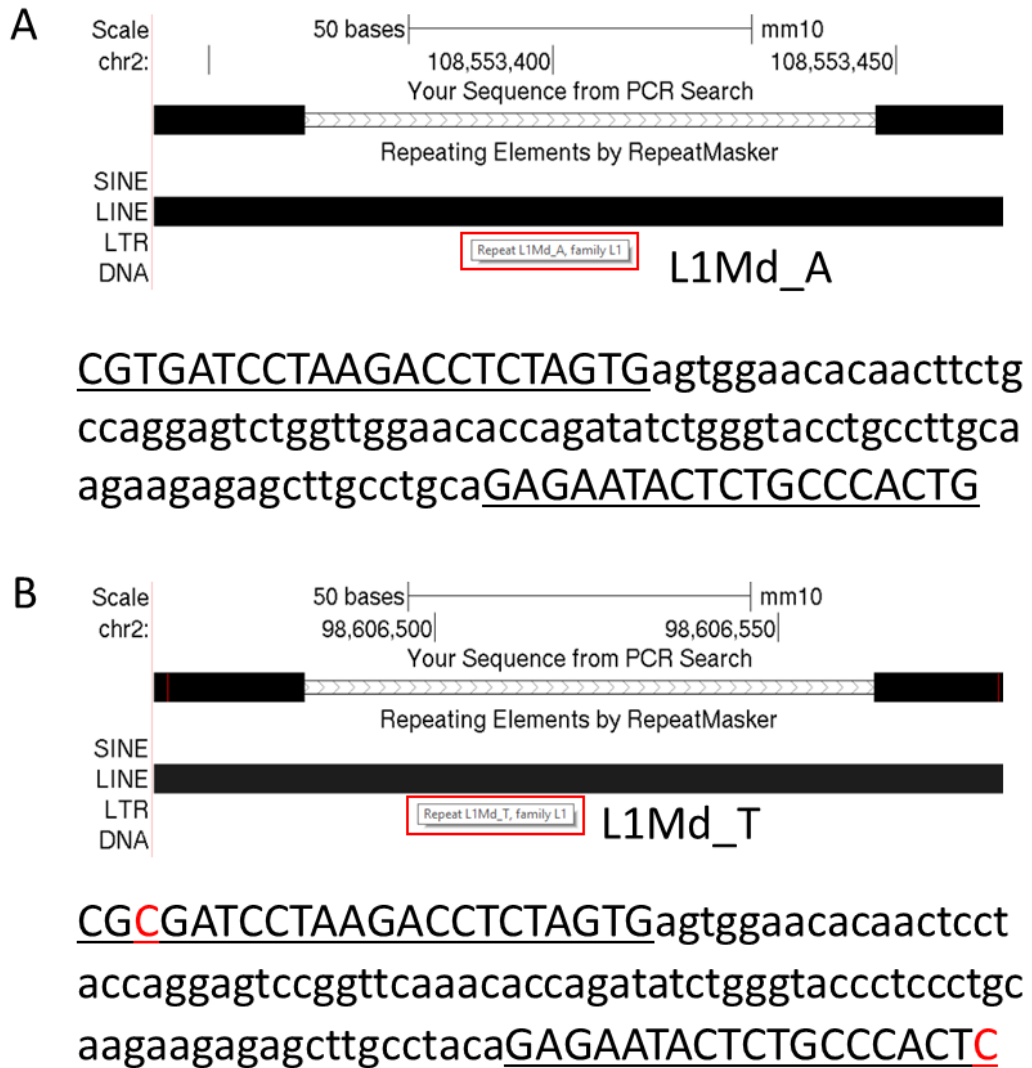 A
Scale 50 bases mm10
chr2: 108,553,400 108,553,450
Your Sequence from PCR Search
Repeating Elements by RepeatMasker
SINE
LINE
LTR
DNA
Repeat L1Md_A, family L1
L1Md_A
CGTGATCCTAAGACCTCTAGTGagtggaacacaacttctg
ccaggagtctggttggaacaccagatatctgggtacctgccttgca
agaagagagcttgcctgcaGAGAATACTCTGCCCACTG
B
Scale 50 bases mm10
chr2: 98,606,500 98,606,550
Your Sequence from PCR Search
Repeating Elements by RepeatMasker
SINE
LINE
LTR
DNA
Repeat L1Md_T, family L1
L1Md_T
CGCGATCCTAAGACCTCTAGTGagtggaacacaactcct
accaggagtccggttcaaacaccagatatctgggtaccctccctgc
aagaagagagcttgcctacaGAGAATACTCTGCCCACTC